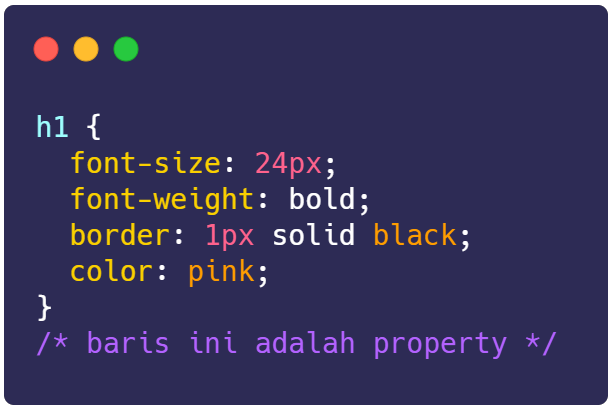 h1 {
  font-size: 24px;
  font-weight: bold;
  border: 1px solid black;
  color: pink;
}
/* baris ini adalah property */